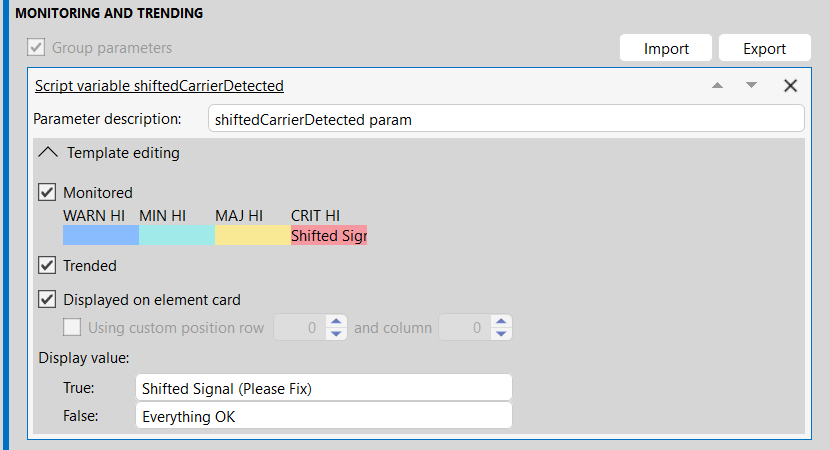 MONITORING AND TRENDING
Group parameters
Import Export
Script variable shiftedCarrierDetected
Parameter description: shiftedCarrierDetected param
Template editing
Monitored
WARN HI MIN HI MAJ HI CRIT HI
Shifted Sigr
Trended
Displayed on element card
Using custom position row 0 and column 0
Display value:
True: Shifted Signal (Please Fix)
False: Everything OK